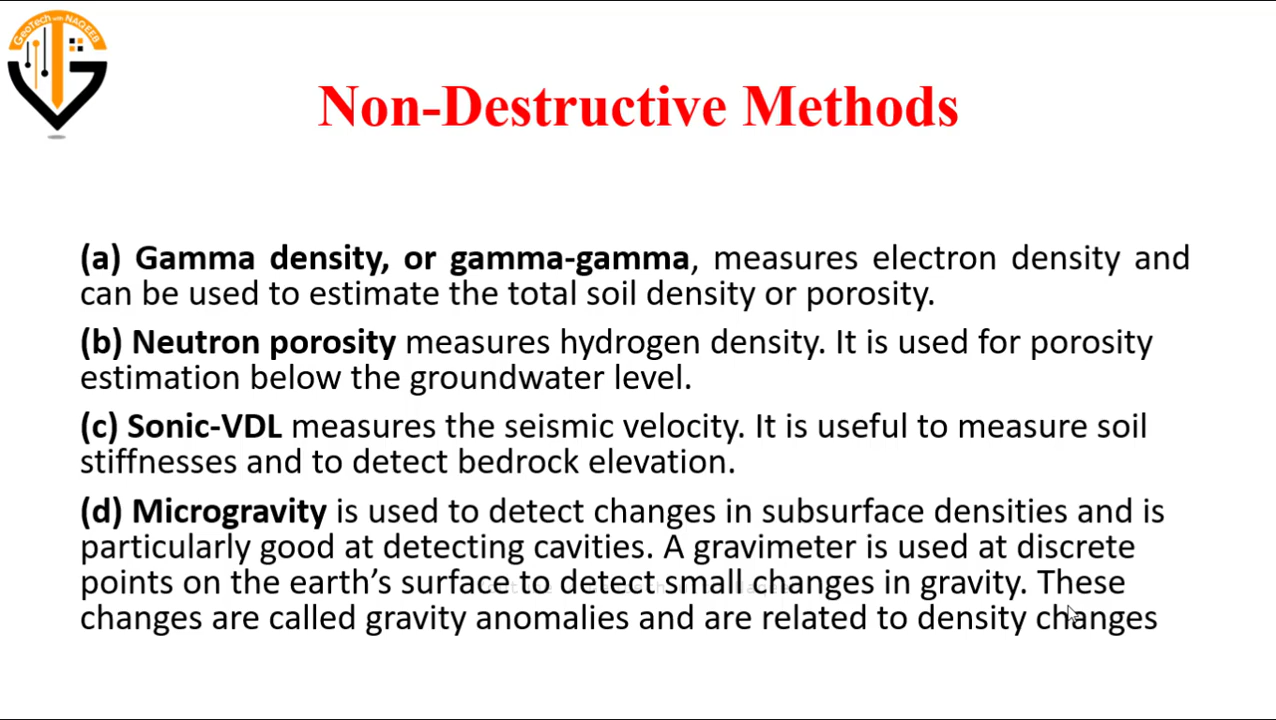 GeoTech with NAQEEB
Non-Destructive Methods
(a) Gamma density, or gamma-gamma, measures electron density and
can be used to estimate the total soil density or porosity.
(b) Neutron porosity measures hydrogen density. It is used for porosity
estimation below the groundwater level.
(c) Sonic-VDL measures the seismic velocity. It is useful to measure soil
stiffnesses and to detect bedrock elevation.
(d) Microgravity is used to detect changes in subsurface densities and is
particularly good at detecting cavities. A gravimeter is used at discrete
points on the earth’s surface to detect small changes in gravity. These
changes are called gravity anomalies and are related to density changes